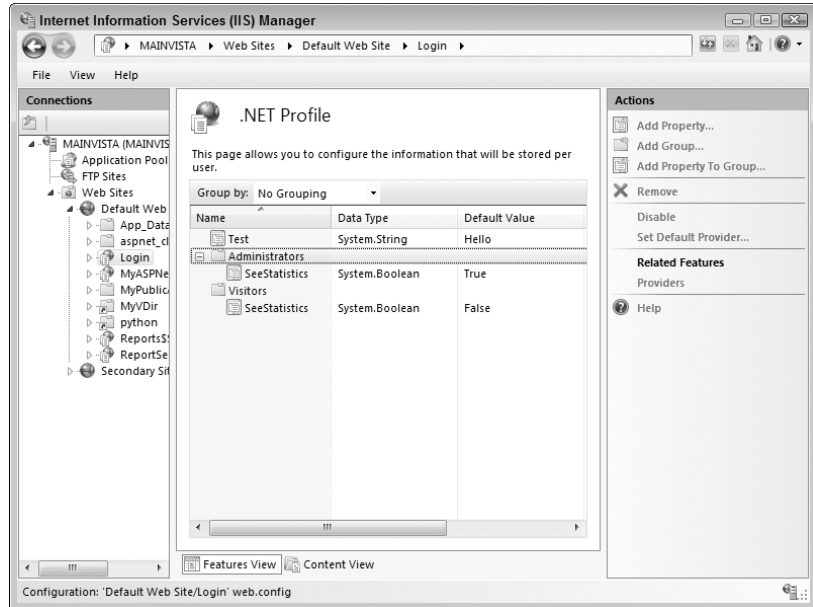 Internet Information Services (IIS) Manager
MAINVISTA Web Sites Default Web Site Login
File View Help
Connections
MAINVISTA (MAINVIS
Application Pool
FTP Sites
Web Sites
Default Web
App_Data
aspnet_cl
Login
MyASPNe
MyPublic
MyVDir
python
Reports$
ReportSe
Secondary Sit
.NET Profile
This page allows you to configure the information that will be stored per
user.
Group by: No Grouping
Name Data Type Default Value
Test System.String Hello
Administrators
SeeStatistics System.Boolean True
Visitors
SeeStatistics System.Boolean False
Features View Content View
Actions
Add Property...
Add Group...
Add Property To Group...
Remove
Disable
Set Default Provider...
Related Features
Providers
Help
Configuration: 'Default Web Site/Login' web.config